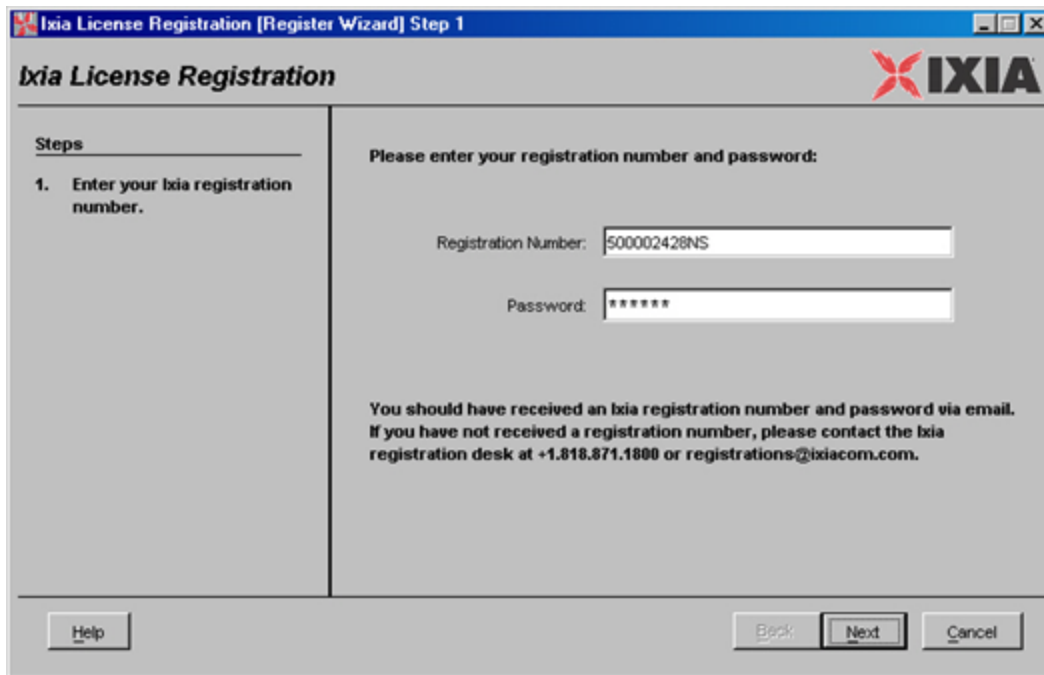 Ixia License Registration [Register Wizard] Step 1
Ixia License Registration
IXIA
Steps
1. Enter your Ixia registration
number.
Please enter your registration number and password:
Registration Number: 500002428NS
Password: ******
You should have received an Ixia registration number and password via email.
If you have not received a registration number, please contact the Ixia
registration desk at +1.818.871.1800 or registrations@ixiacom.com.
Help
Back
Next
Cancel